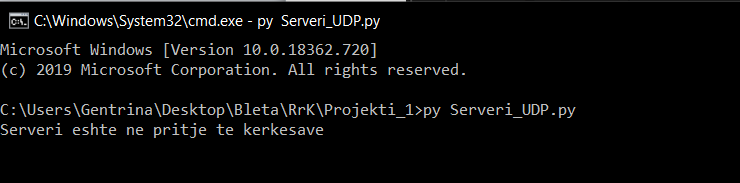 C:\Windows\System32\cmd.exe - py  Serveri_UDP.py
Microsoft Windows [Version 10.0.18362.720]
(c) 2019 Microsoft Corporation. All rights reserved.
C:\Users\Gentrina\Desktop\Bleta\RrK\Projekti_1>py Serveri_UDP.py
Serveri eshte ne pritje te kerkesave